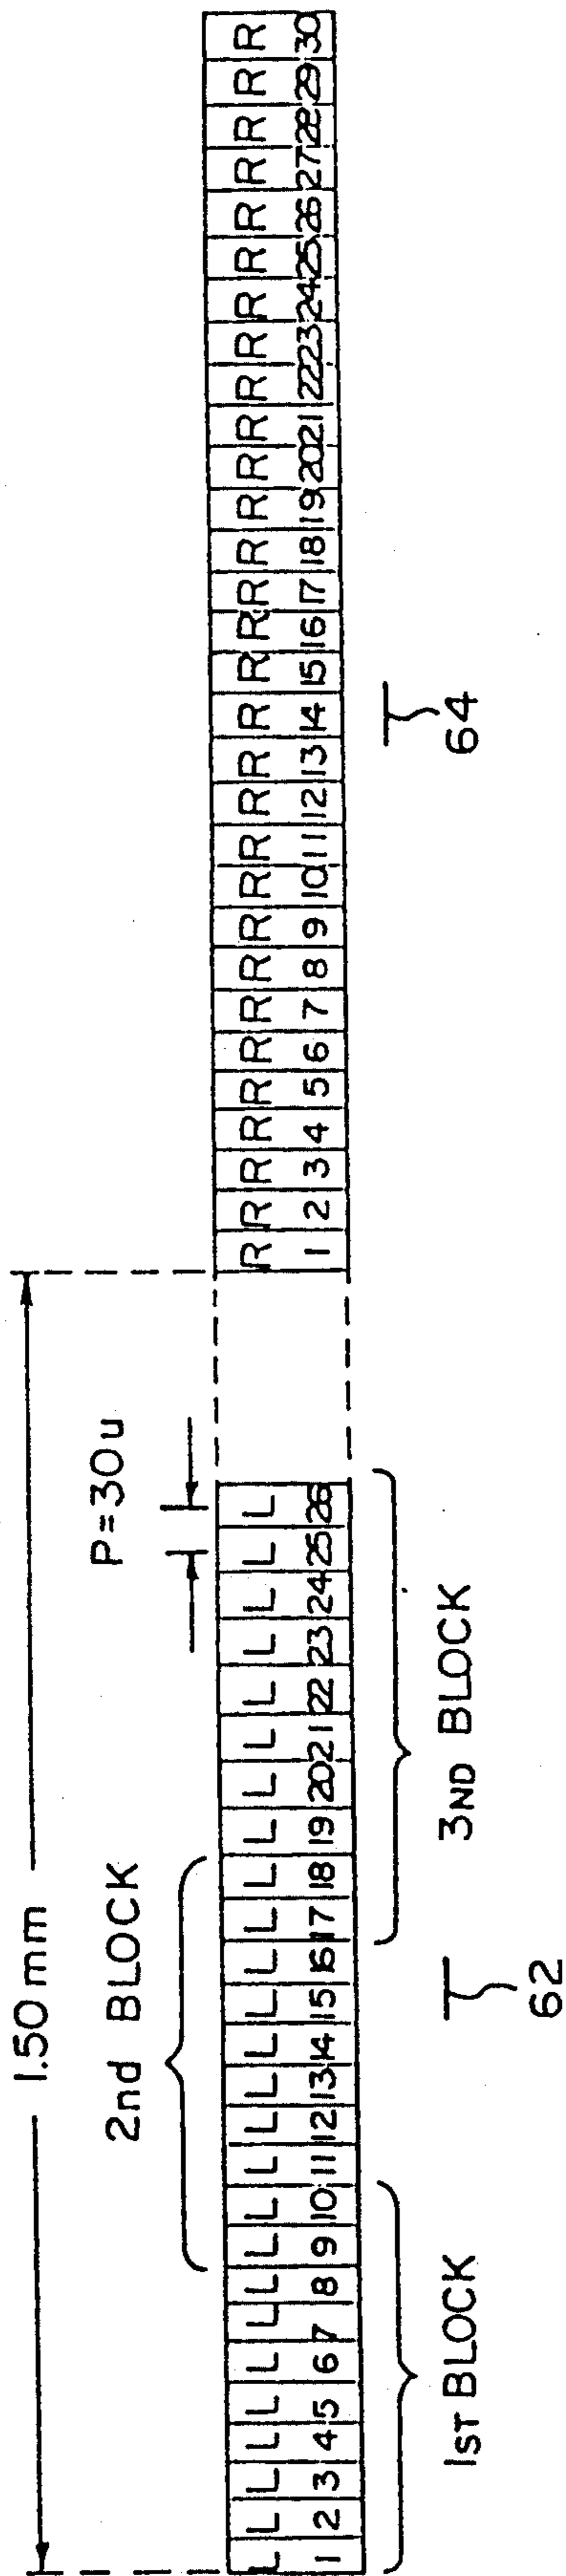 1.50 mm
P=30u
2nd BLOCK
L L L L L L L L L L L L L L L L L L L L L L L L L L
1 2 3 4 5 6 7 8 9 10 11 12 13 14 15 16 17 18 19 20 21 22 23 24 25 26
R R R R R R R R R R R R R R R R R R R R R R R R R R R R R R
1 2 3 4 5 6 7 8 9 10 11 12 13 14 15 16 17 18 19 20 21 22 23 24 25 26 27 28 29 30
1ST BLOCK
3ND BLOCK
62
64